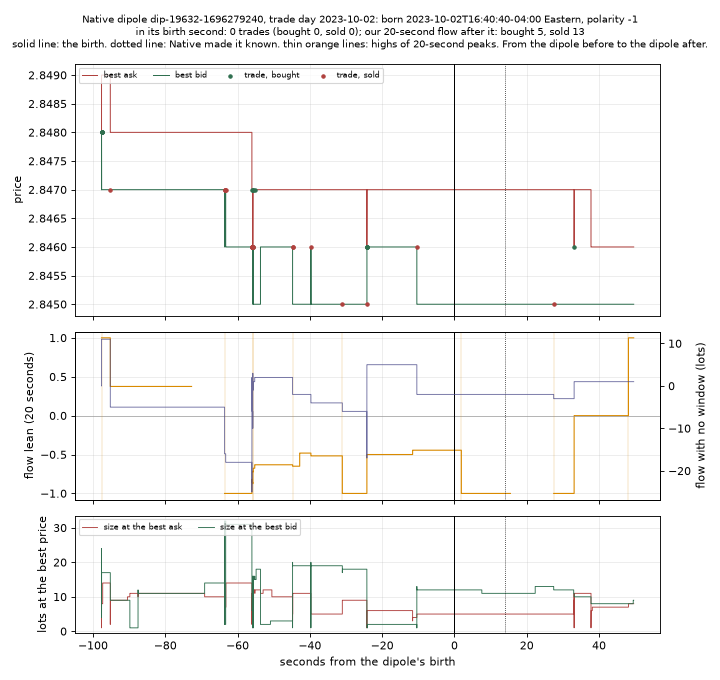 Native dipole dip-19632-1696279240, trade day 2023-10-02: born 2023-10-02T16:40:40-04:00 Eastern, polarity -1
in its birth second: 0 trades (bought 0, sold 0); our 20-second flow after it: bought 5, sold 13
solid line: the birth. dotted line: Native made it known. thin orange lines: highs of 20-second peaks. From the dipole before to the dipole after.
best ask
best bid
trade, bought
trade, sold
2.8490
2.8485
2.8480
2.8475
2.8470
2.8465
2.8460
2.8455
2.8450
price
1.0
0.5
0.0
−0.5
−1.0
flow lean (20 seconds)
10
0
−10
−20
flow with no window (lots)
size at the best ask
size at the best bid
30
20
10
0
lots at the best price
−100
−80
−60
−40
−20
0
20
40
seconds from the dipole's birth